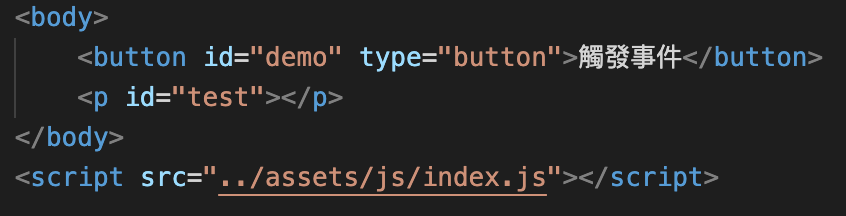 <body>
<button id="demo" type="button">觸發事件</button>
<p id="test"></p>
</body>
<script src="../assets/js/index.js"></script>